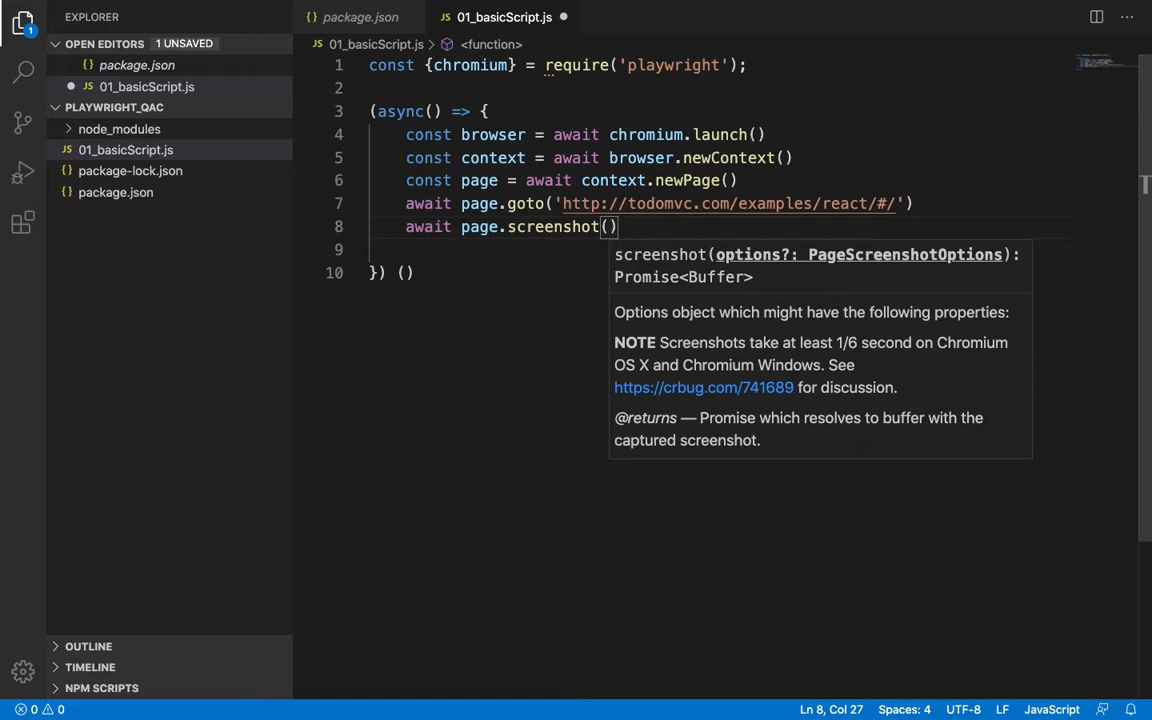 EXPLORER
OPEN EDITORS 1 UNSAVED
package.json
JS 01_basicScript.js
PLAYWRIGHT_QAC
node_modules
JS 01_basicScript.js
package-lock.json
package.json
OUTLINE
TIMELINE
NPM SCRIPTS
1
{} package.json
JS 01_basicScript.js
JS 01_basicScript.js > <function>
1 const {chromium} = require('playwright');
2
3 (async() => {
4 const browser = await chromium.launch()
5 const context = await browser.newContext()
6 const page = await context.newPage()
7 await page.goto('http://todomvc.com/examples/react/#/')
8 await page.screenshot()
9
10 }) ()
screenshot(options?: PageScreenshotOptions):
Promise<Buffer>
Options object which might have the following properties:
NOTE Screenshots take at least 1/6 second on Chromium
OS X and Chromium Windows. See
https://crbug.com/741689 for discussion.
@returns — Promise which resolves to buffer with the
captured screenshot.
0 0 Ln 8, Col 27 Spaces: 4 UTF-8 LF JavaScript